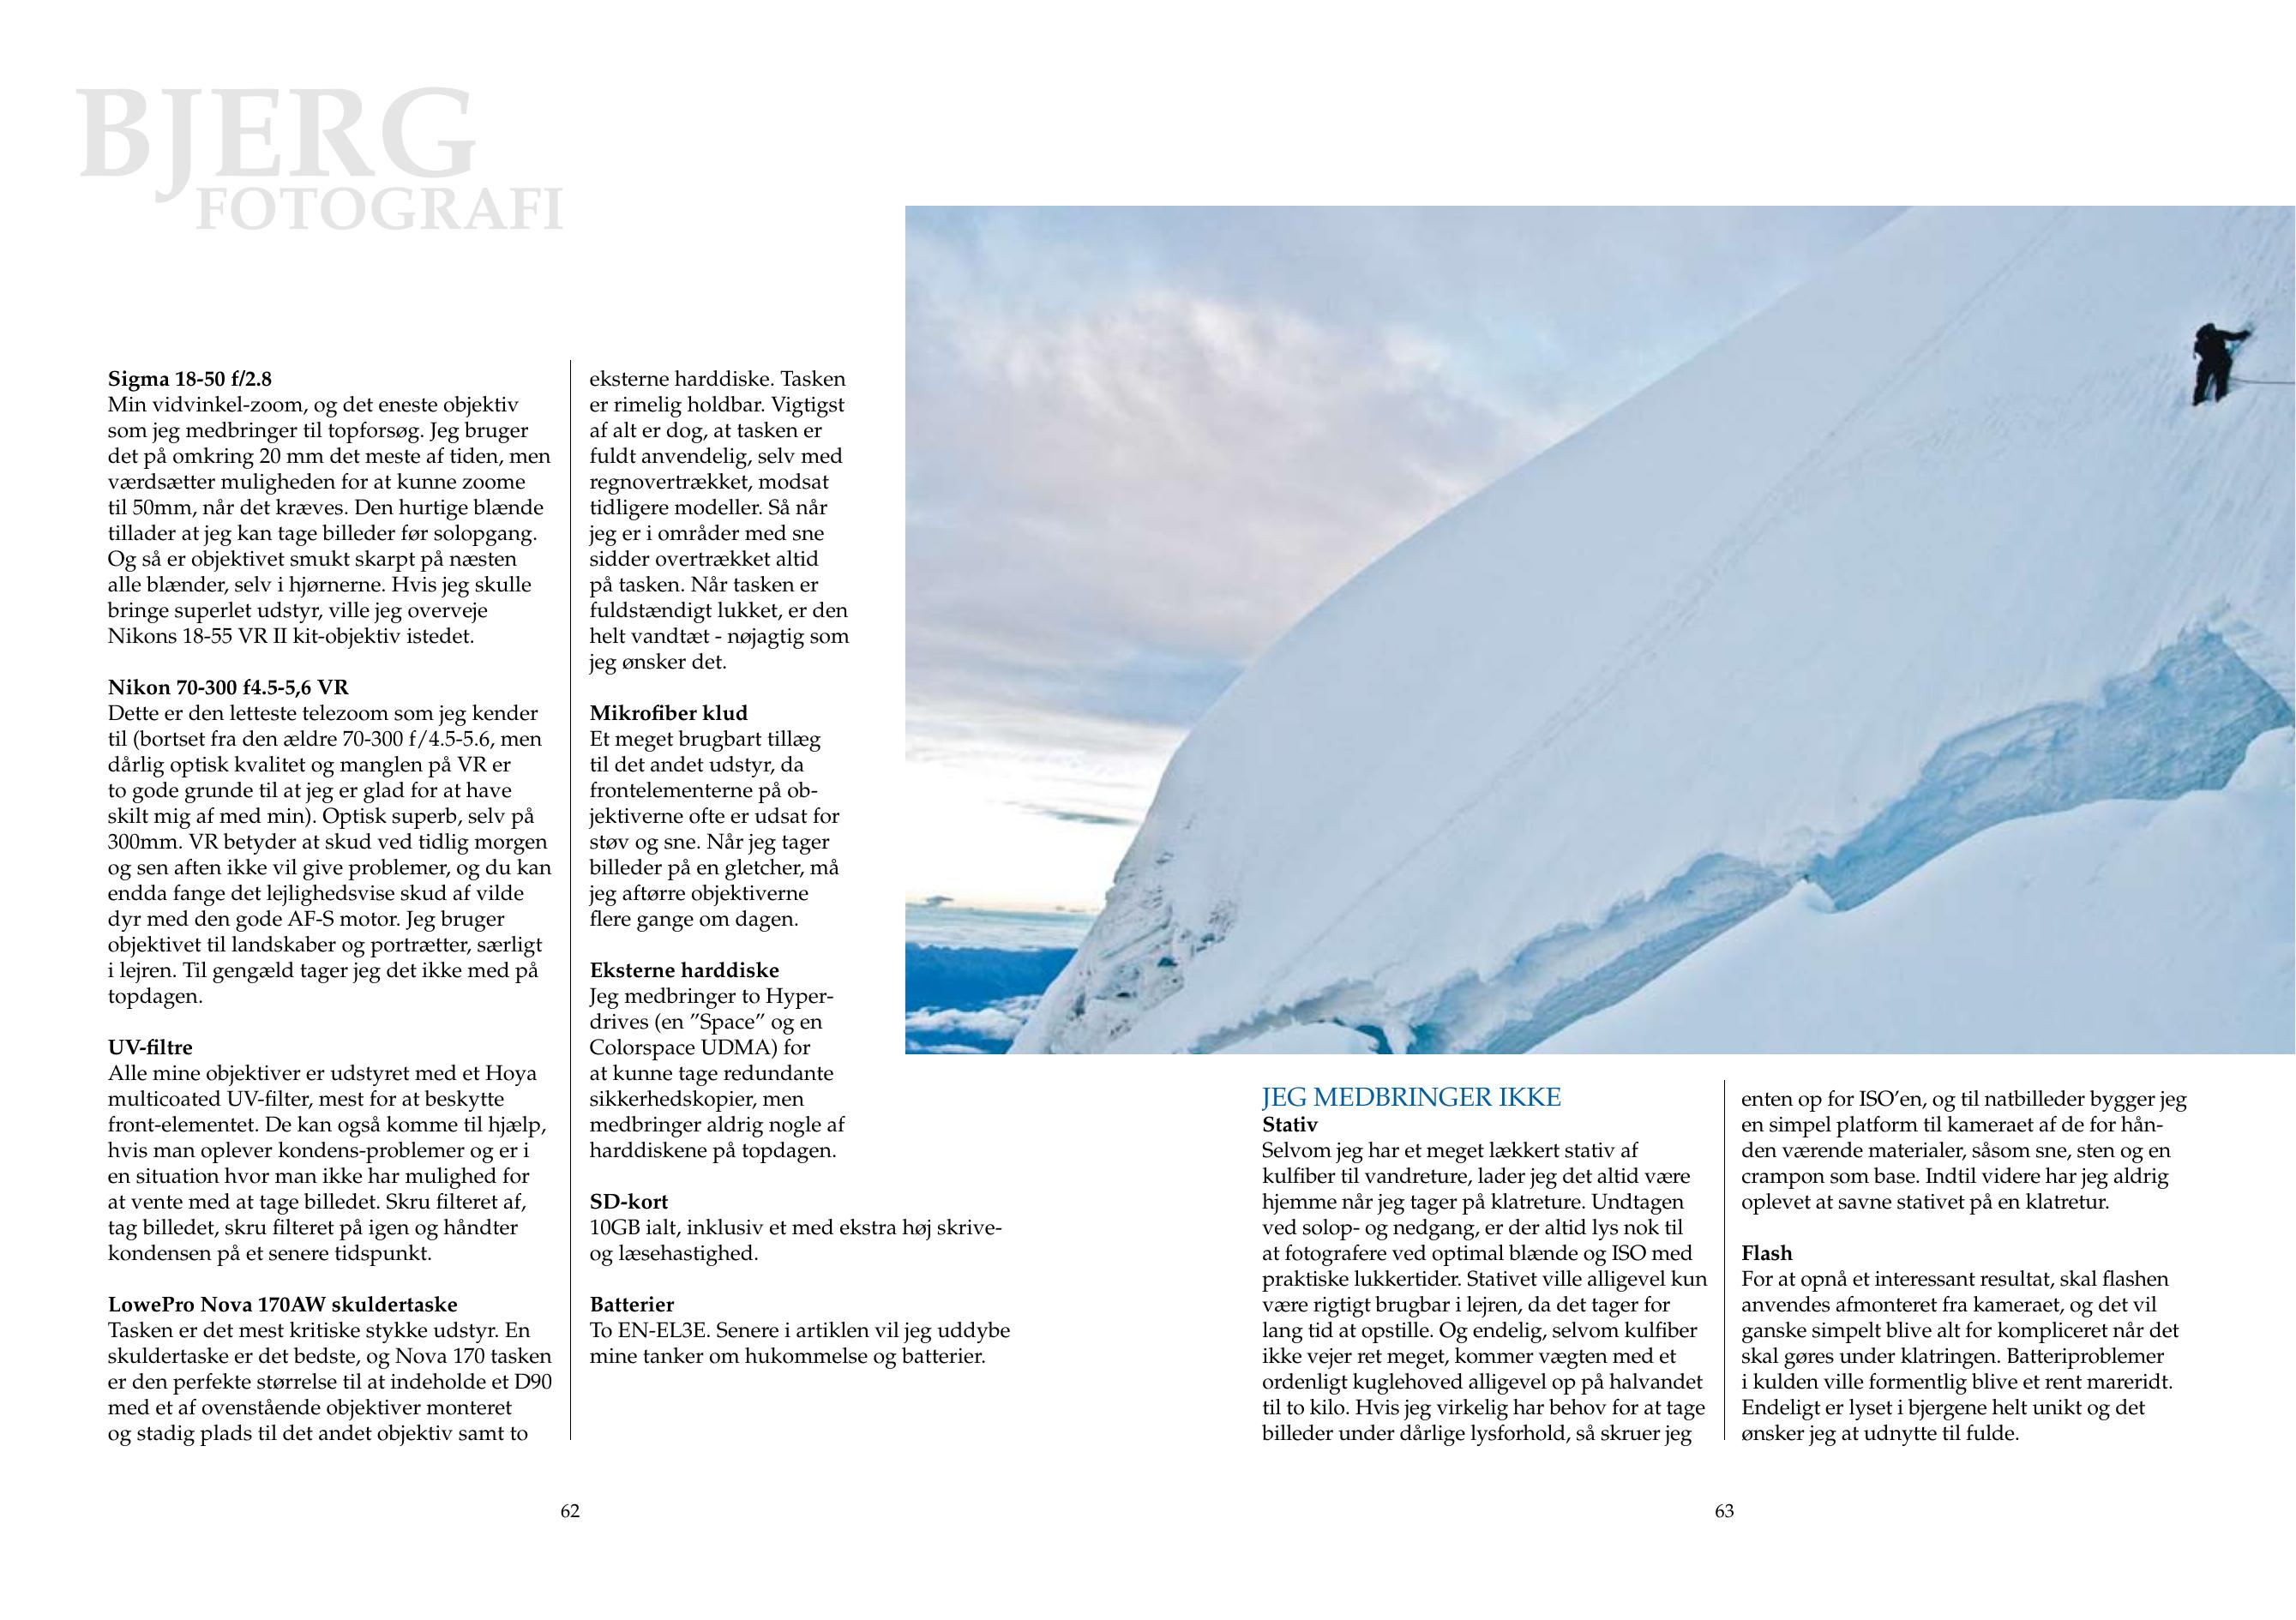 BJERG
FOTOGRAFI
Sigma 18-50 f/2.8
Min vidvinkel-zoom, og det eneste objektiv
som jeg medbringer til topforsøg. Jeg bruger
det på omkring 20 mm det meste af tiden, men
værdsætter muligheden for at kunne zoome
til 50mm, når det kræves. Den hurtige blænde
tillader at jeg kan tage billeder før solopgang.
Og så er objektivet smukt skarpt på næsten
alle blænder, selv i hjørnerne. Hvis jeg skulle
bringe superlet udstyr, ville jeg overveje
Nikons 18-55 VR II kit-objektiv istedet.
Nikon 70-300 f4.5-5,6 VR
Dette er den letteste telezoom som jeg kender
til (bortset fra den ældre 70-300 f/4.5-5.6, men
dårlig optisk kvalitet og manglen på VR er
to gode grunde til at jeg er glad for at have
skilt mig af med min). Optisk superb, selv på
300mm. VR betyder at skud ved tidlig morgen
og sen aften ikke vil give problemer, og du kan
endda fange det lejlighedsvise skud af vilde
dyr med den gode AF-S motor. Jeg bruger
objektivet til landskaber og portrætter, særligt
i lejren. Til gengæld tager jeg det ikke med på
topdagen.
UV-filtre
Alle mine objektiver er udstyret med et Hoya
multicoated UV-filter, mest for at beskytte
front-elementet. De kan også komme til hjælp,
hvis man oplever kondens-problemer og er i
en situation hvor man ikke har mulighed for
at vente med at tage billedet. Skru filteret af,
tag billedet, skru filteret på igen og håndter
kondensen på et senere tidspunkt.
LowePro Nova 170AW skuldertaske
Tasken er det mest kritiske stykke udstyr. En
skuldertaske er det bedste, og Nova 170 tasken
er den perfekte størrelse til at indeholde et D90
med et af ovenstående objektiver monteret
og stadig plads til det andet objektiv samt to
eksterne harddiske. Tasken
er rimelig holdbar. Vigtigst
af alt er dog, at tasken er
fuldt anvendelig, selv med
regnovertrækket, modsat
tidligere modeller. Så når
jeg er i områder med sne
sidder overtrækket altid
på tasken. Når tasken er
fuldstændigt lukket, er den
helt vandtæt - nøjagtig som
jeg ønsker det.
Mikrofiber klud
Et meget brugbart tillæg
til det andet udstyr, da
frontelementerne på ob-
jektiverne ofte er udsat for
støv og sne. Når jeg tager
billeder på en gletcher, må
jeg aftørre objektiverne
flere gange om dagen.
Eksterne harddiske
Jeg medbringer to Hyper-
drives (en ”Space” og en
Colorspace UDMA) for
at kunne tage redundante
sikkerhedskopier, men
medbringer aldrig nogle af
harddiskene på topdagen.
SD-kort
10GB ialt, inklusiv et med ekstra høj skrive-
og læsehastighed.
Batterier
To EN-EL3E. Senere i artiklen vil jeg uddybe
mine tanker om hukommelse og batterier.
62
JEG MEDBRINGER IKKE
Stativ
Selvom jeg har et meget lækkert stativ af
kulfiber til vandreture, lader jeg det altid være
hjemme når jeg tager på klatreture. Undtagen
ved solop- og nedgang, er der altid lys nok til
at fotografere ved optimal blænde og ISO med
praktiske lukkertider. Stativet ville alligevel kun
være rigtigt brugbar i lejren, da det tager for
lang tid at opstille. Og endelig, selvom kulfiber
ikke vejer ret meget, kommer vægten med et
ordenligt kuglehoved alligevel op på halvandet
til to kilo. Hvis jeg virkelig har behov for at tage
billeder under dårlige lysforhold, så skruer jeg
enten op for ISO’en, og til natbilleder bygger jeg
en simpel platform til kameraet af de for hån-
den værende materialer, såsom sne, sten og en
crampon som base. Indtil videre har jeg aldrig
oplevet at savne stativet på en klatretur.
Flash
For at opnå et interessant resultat, skal flashen
anvendes afmonteret fra kameraet, og det vil
ganske simpelt blive alt for kompliceret når det
skal gøres under klatringen. Batteriproblemer
i kulden ville formentlig blive et rent mareridt.
Endeligt er lyset i bjergene helt unikt og det
ønsker jeg at udnytte til fulde.
63